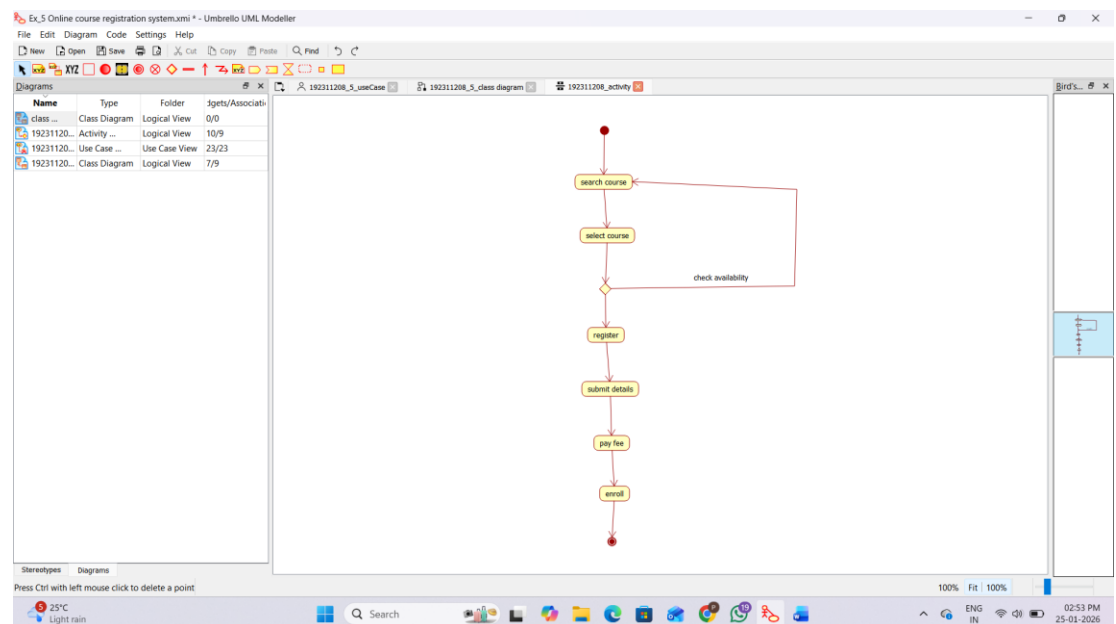 Ex_5 Online course registration system.xmi * - Umbrello UML Modeller
File Edit Diagram Code Settings Help
New Open Save Cut Copy Paste Find
XYZ XYZ XYZ
Diagrams
192311208_5_useCase 192311208_5_class diagram 192311208_activity
Bird's...
Name Type Folder :dgets/Associati
class ... Class Diagram Logical View 0/0
19231120... Activity ... Logical View 10/9
19231120... Use Case ... Use Case View 23/23
19231120... Class Diagram Logical View 7/9
search course
select course
check availability
register
submit details
pay fee
enroll
Stereotypes Diagrams
Press Ctrl with left mouse click to delete a point
100% Fit 100%
5 25°C
Light rain
Search
19
ENG
IN
02:53 PM
25-01-2026